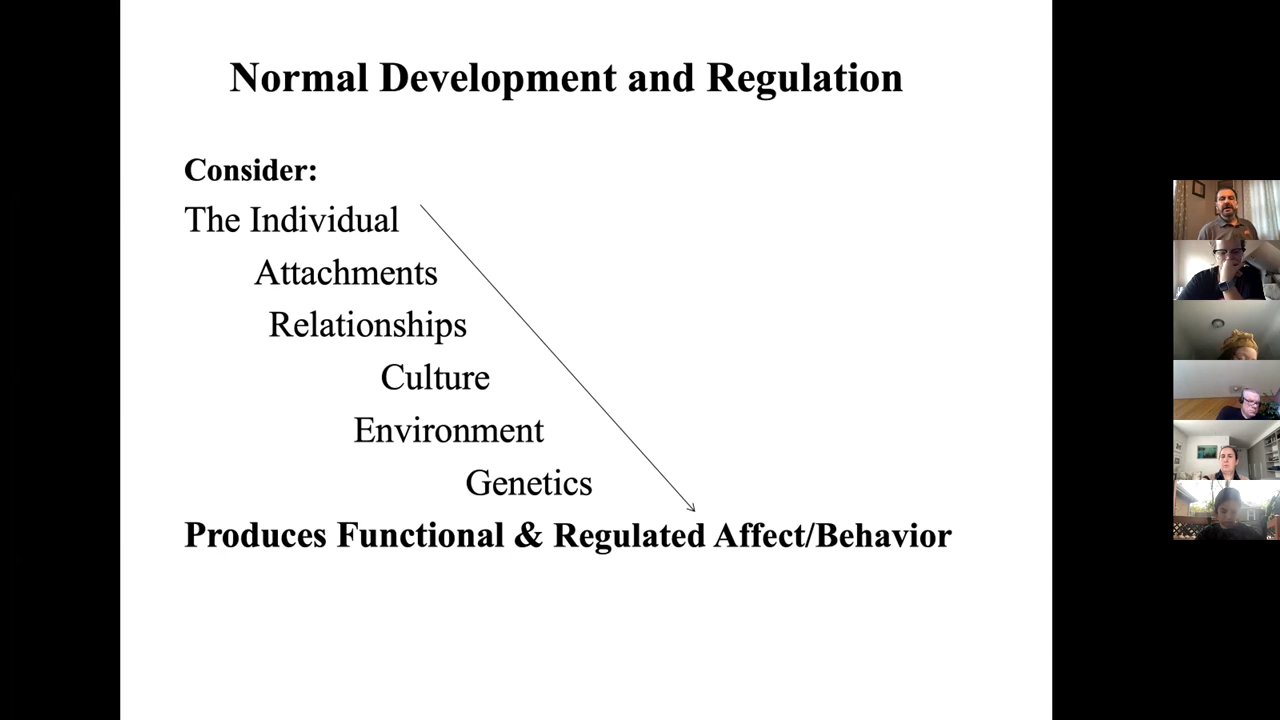 Normal Development and Regulation
Consider:
The Individual
Attachments
Relationships
Culture
Environment
Genetics
Produces Functional & Regulated Affect/Behavior